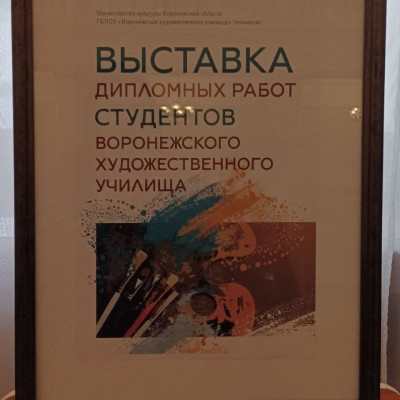 Министерство культуры Воронежской области
ГБПОУ «Воронежское художественное училище (техникум)»
ВЫСТАВКА
ДИПЛОМНЫХ РАБОТ
СТУДЕНТОВ
ВОРОНЕЖСКОГО
ХУДОЖЕСТВЕННОГО
УЧИЛИЩА